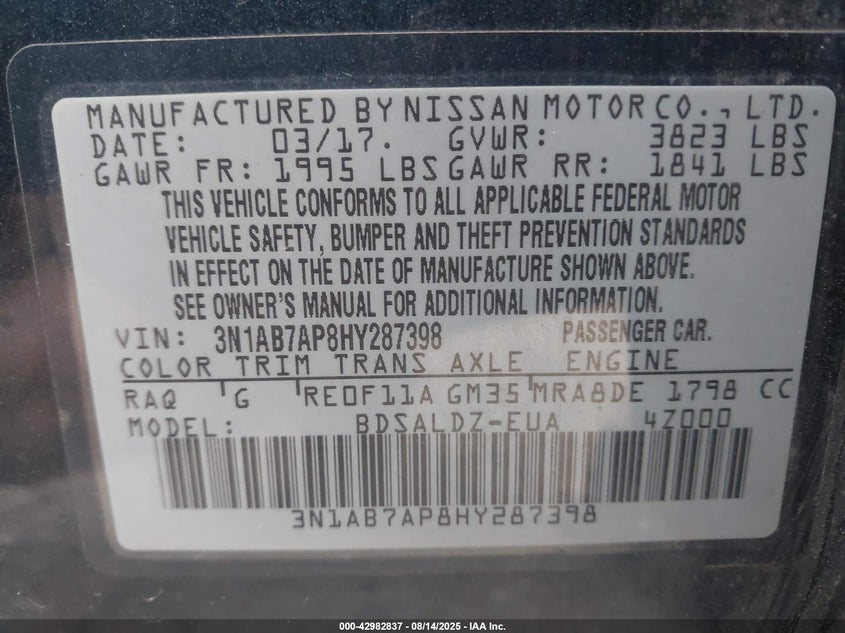 MANUFACTURED BY NISSAN MOTOR CO., LTD.
DATE: 03/17. GVWR: 3823 LBS
GAWR FR: 1995 LBS GAWR RR: 1841 LBS
THIS VEHICLE CONFORMS TO ALL APPLICABLE FEDERAL MOTOR
VEHICLE SAFETY, BUMPER AND THEFT PREVENTION STANDARDS
IN EFFECT ON THE DATE OF MANUFACTURE SHOWN ABOVE.
SEE OWNER'S MANUAL FOR ADDITIONAL INFORMATION.
VIN: 3N1AB7AP8HY287398 PASSENGER CAR.
COLOR TRIM TRANS AXLE ENGINE
RAQ G RE0F11A GM35 MRA8DE 1798 CC
MODEL: BDSALDZ-EUA 4Z000
3N1AB7AP8HY287398
000-42982837 - 08/14/2025 - IAA Inc.